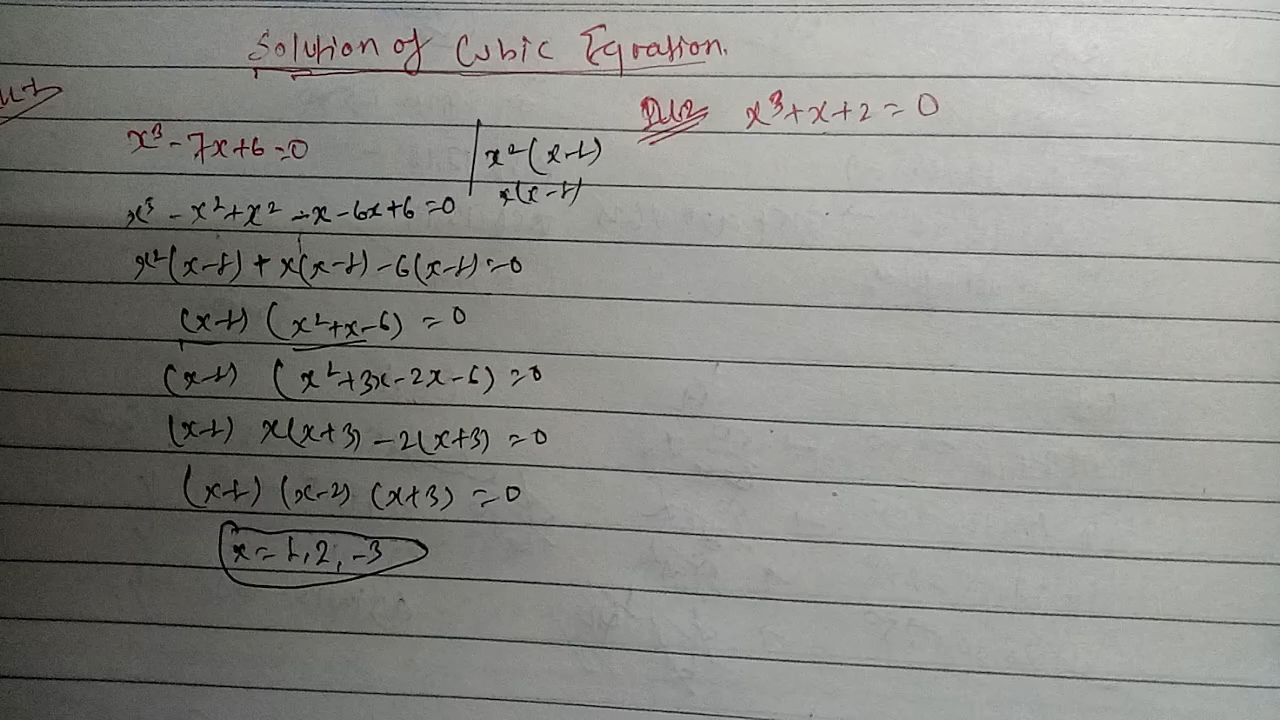 Solution of Cubic Equation.
x³ - 7x + 6 = 0
x³ - x² + x² - x - 6x + 6 = 0
x²(x-1) + x(x-1) - 6(x-1) = 0
(x-1) (x²+x-6) = 0
(x-1) (x²+3x-2x-6) = 0
(x-1) x(x+3) - 2(x+3) = 0
(x-1) (x-2) (x+3) = 0
x = 1, 2, -3
x²(x-1)
x(x-1)
x³ + x + 2 = 0